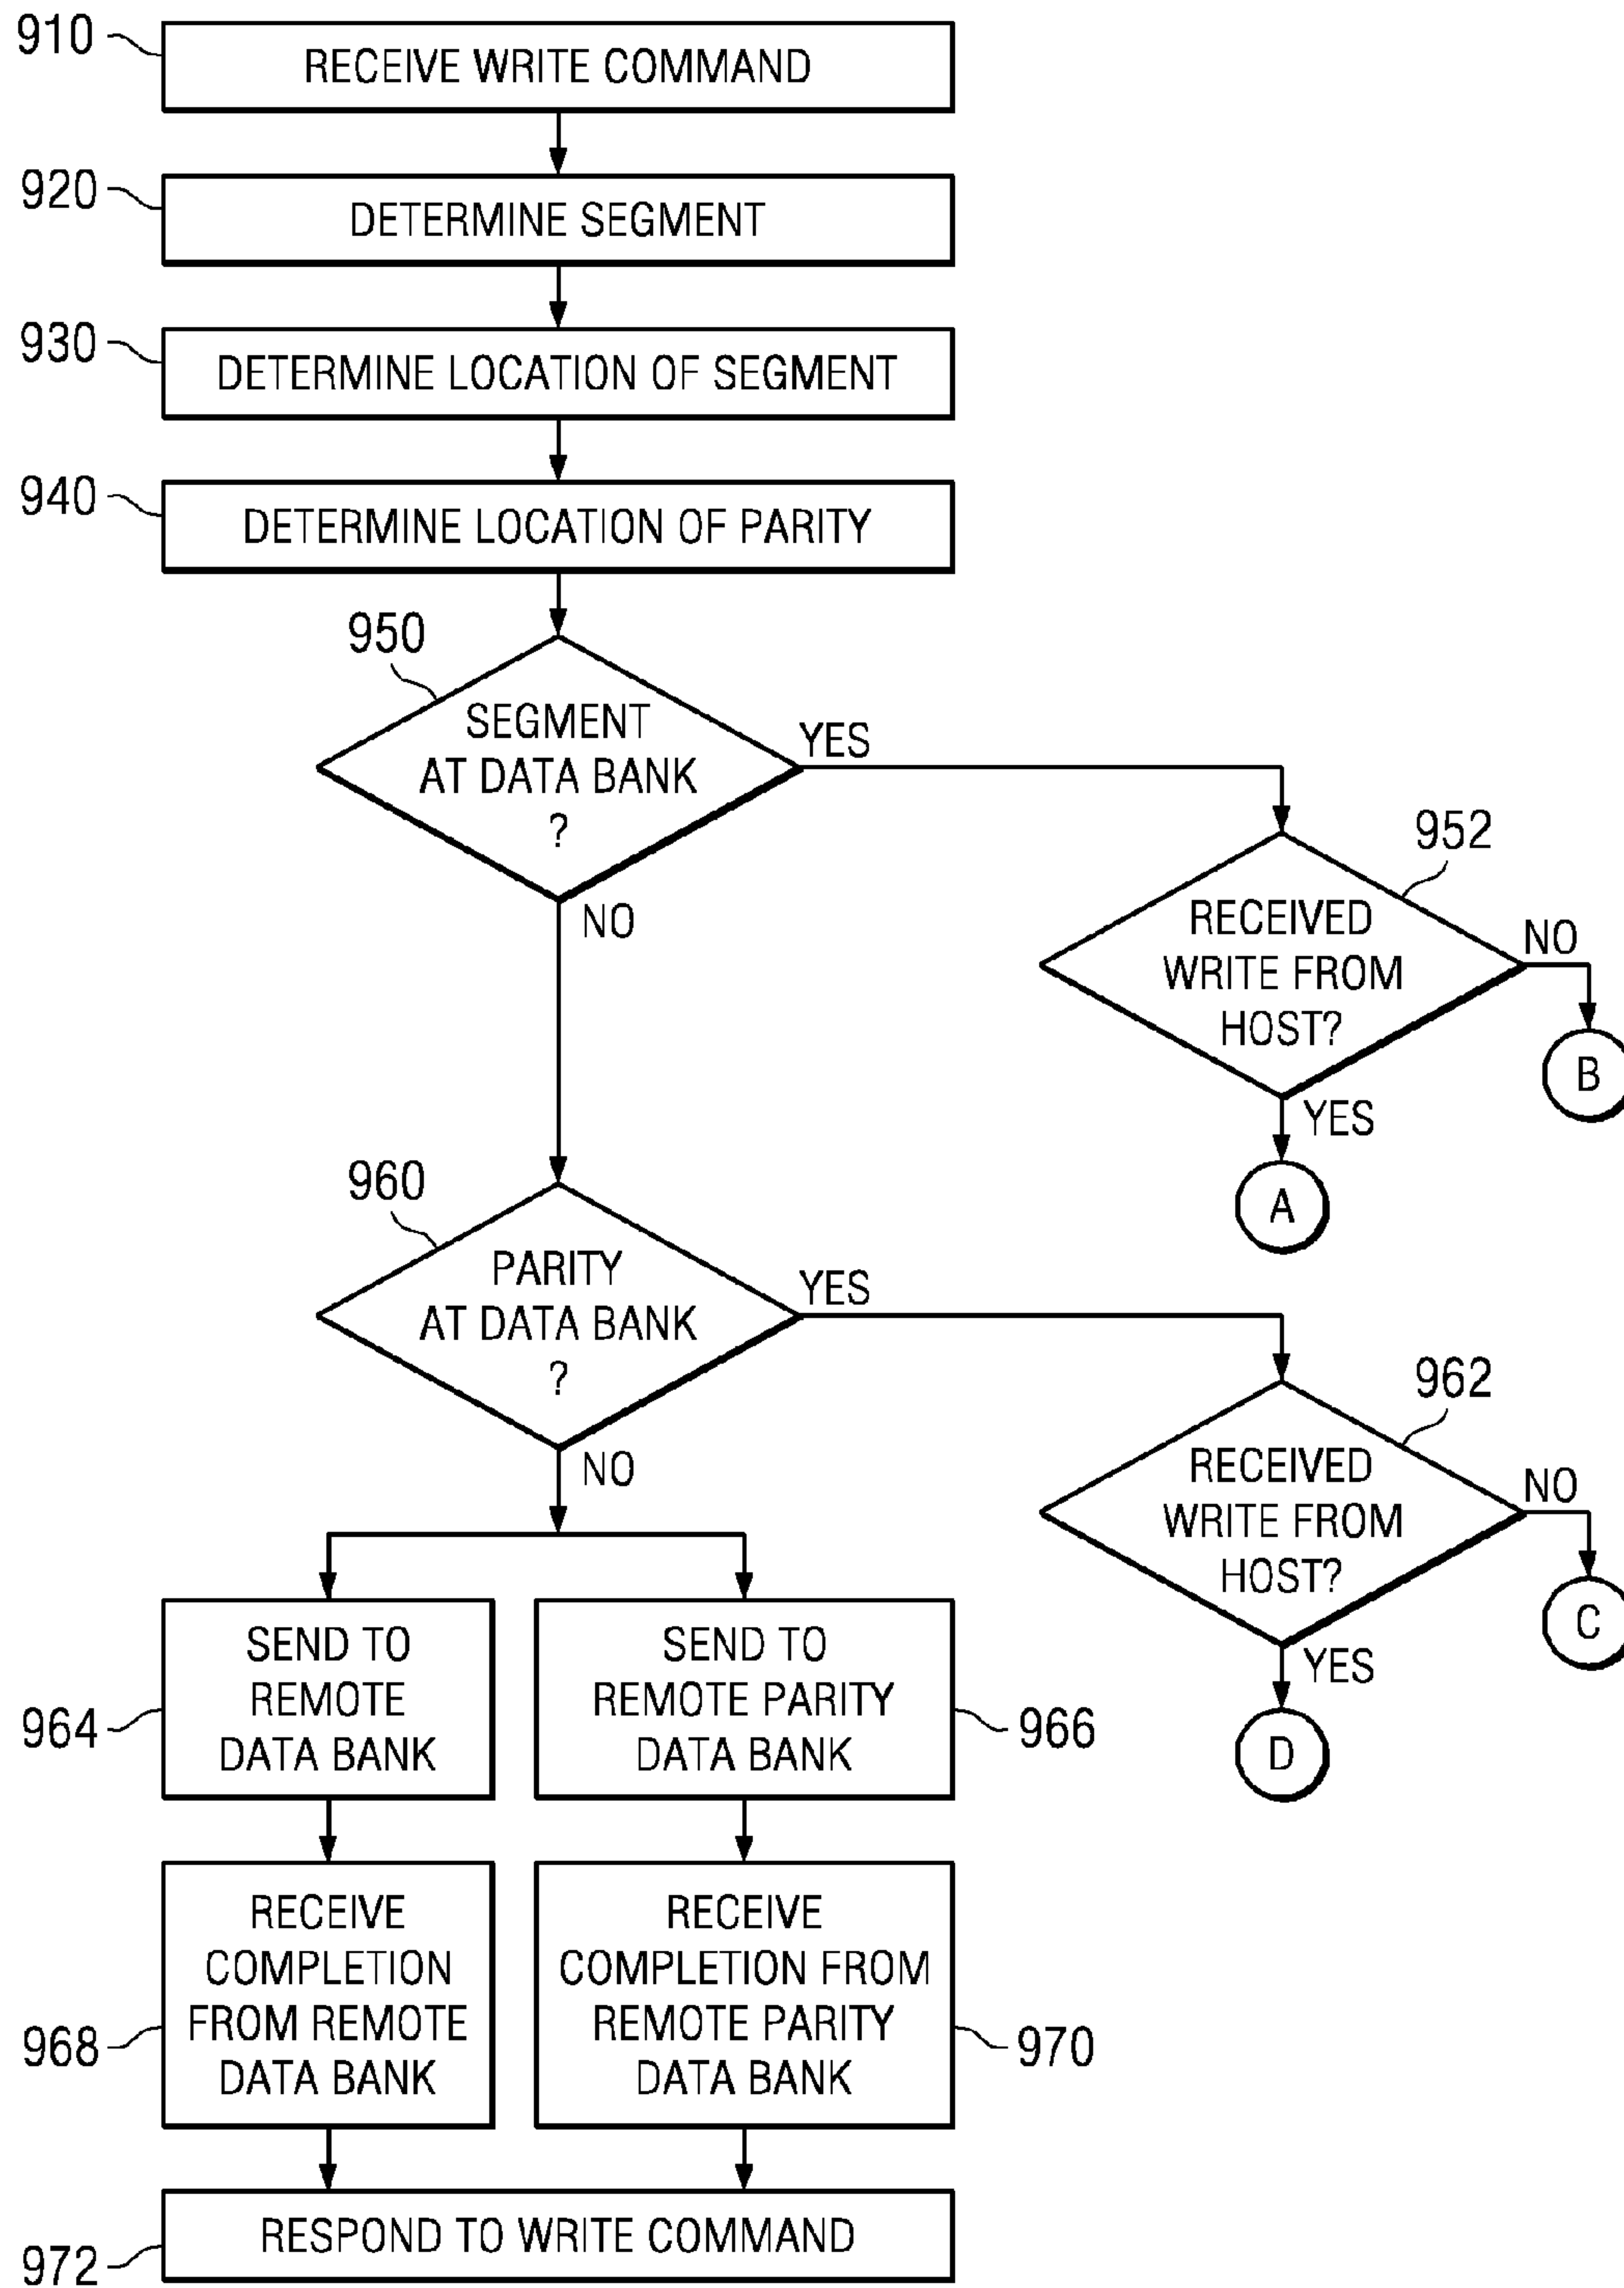 910
RECEIVE WRITE COMMAND
920
DETERMINE SEGMENT
930
DETERMINE LOCATION OF SEGMENT
940
DETERMINE LOCATION OF PARITY
950
SEGMENT
AT DATA BANK
?
YES
NO
952
RECEIVED
WRITE FROM
HOST?
NO
B
YES
A
960
PARITY
AT DATA BANK
?
YES
NO
962
RECEIVED
WRITE FROM
HOST?
NO
C
YES
D
964
SEND TO
REMOTE
DATA BANK
SEND TO
REMOTE PARITY
DATA BANK
966
968
RECEIVE
COMPLETION
FROM REMOTE
DATA BANK
RECEIVE
COMPLETION FROM
REMOTE PARITY
DATA BANK
970
972
RESPOND TO WRITE COMMAND